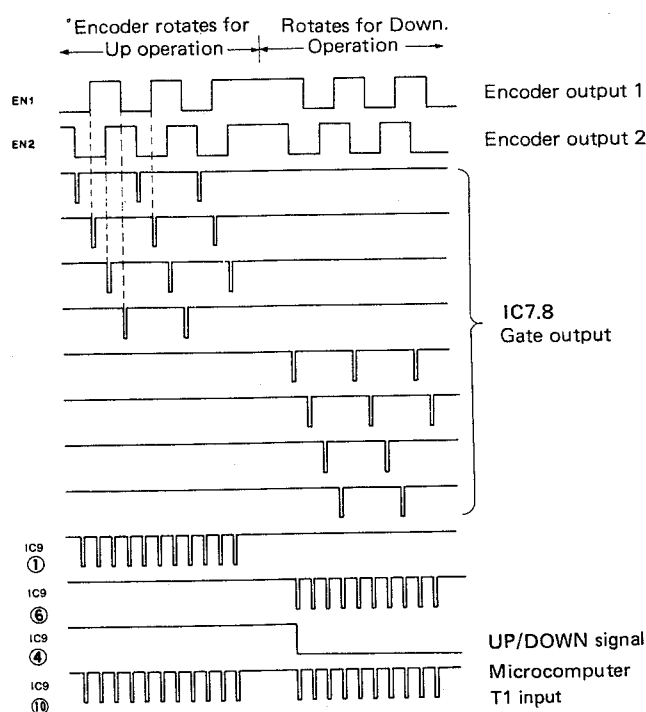 *Encoder rotates for
Up operation
Rotates for Down.
Operation
EN1
Encoder output 1
EN2
Encoder output 2
IC7.8
Gate output
IC9
①
IC9
⑥
IC9
④
UP/DOWN signal
IC9
⑩
Microcomputer
T1 input